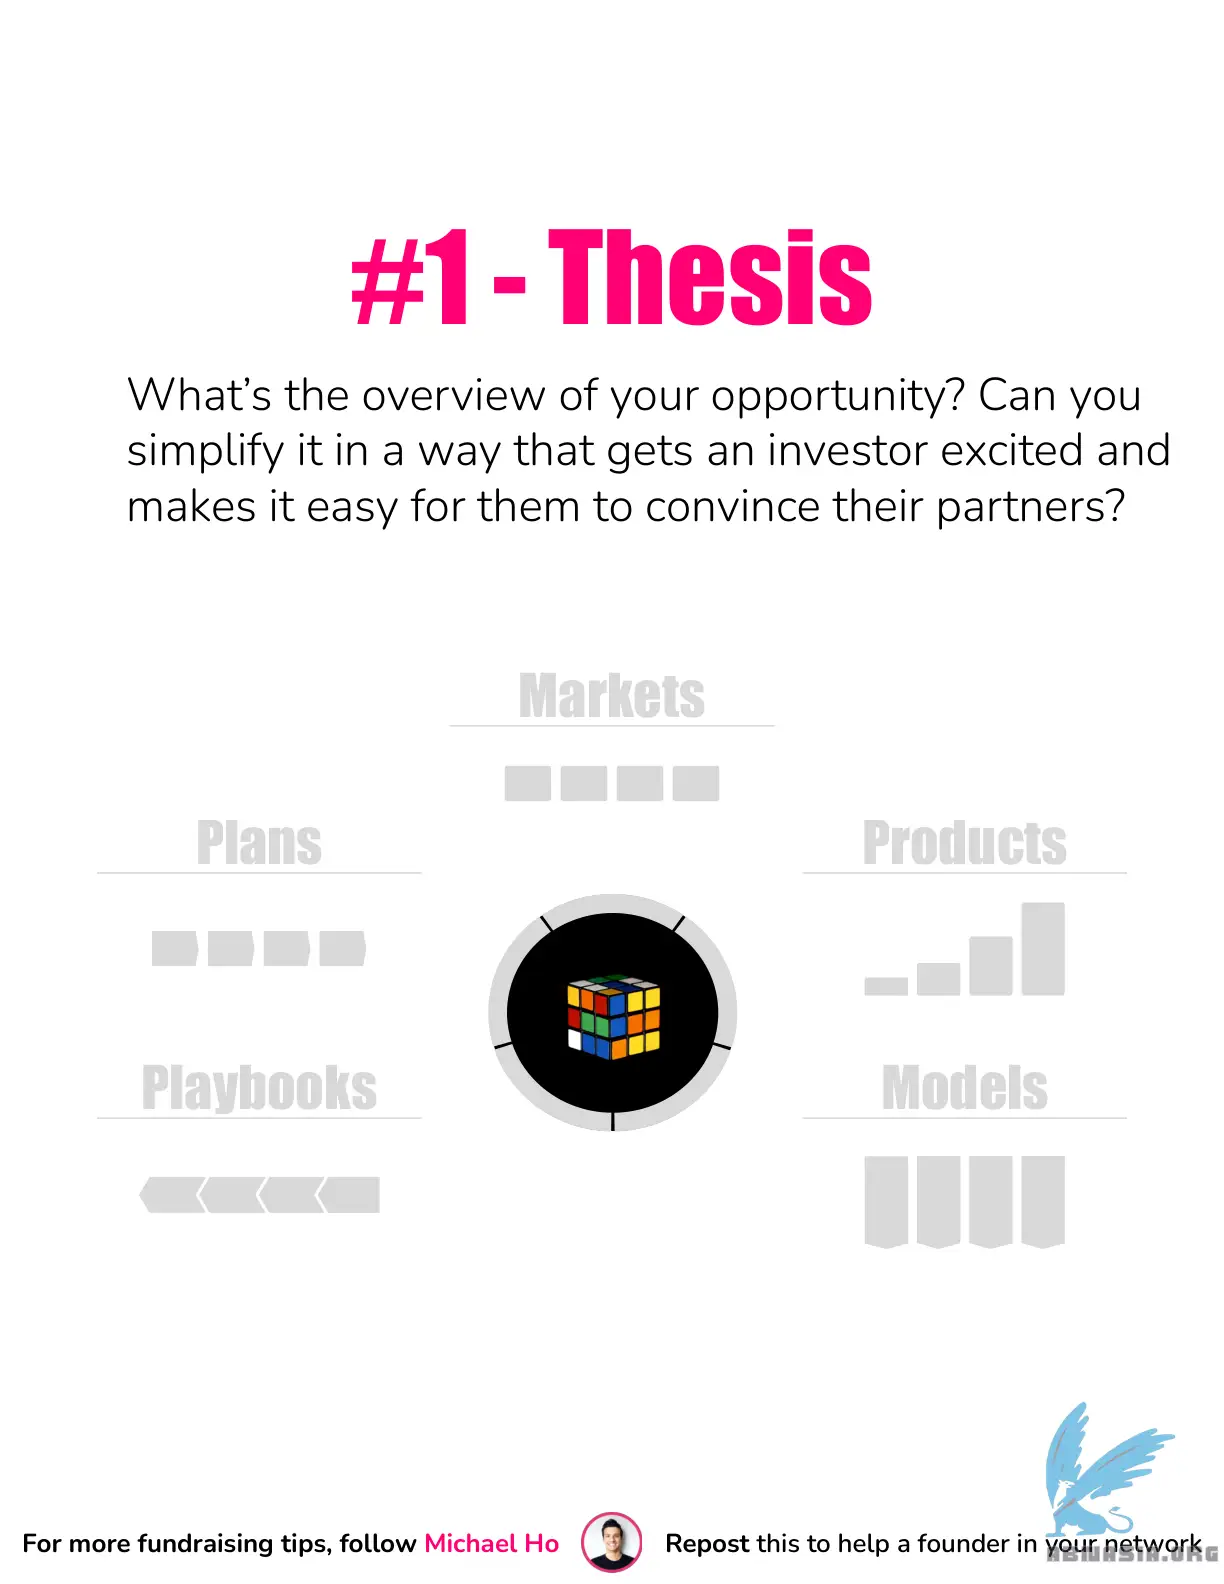 #1 - Thesis
What’s the overview of your opportunity? Can you
simplify it in a way that gets an investor excited and
makes it easy for them to convince their partners?
Markets
Plans
Products
Playbooks
Models
For more fundraising tips, follow Michael Ho
Repost this to help a founder in your network
ABMASIA.ORG